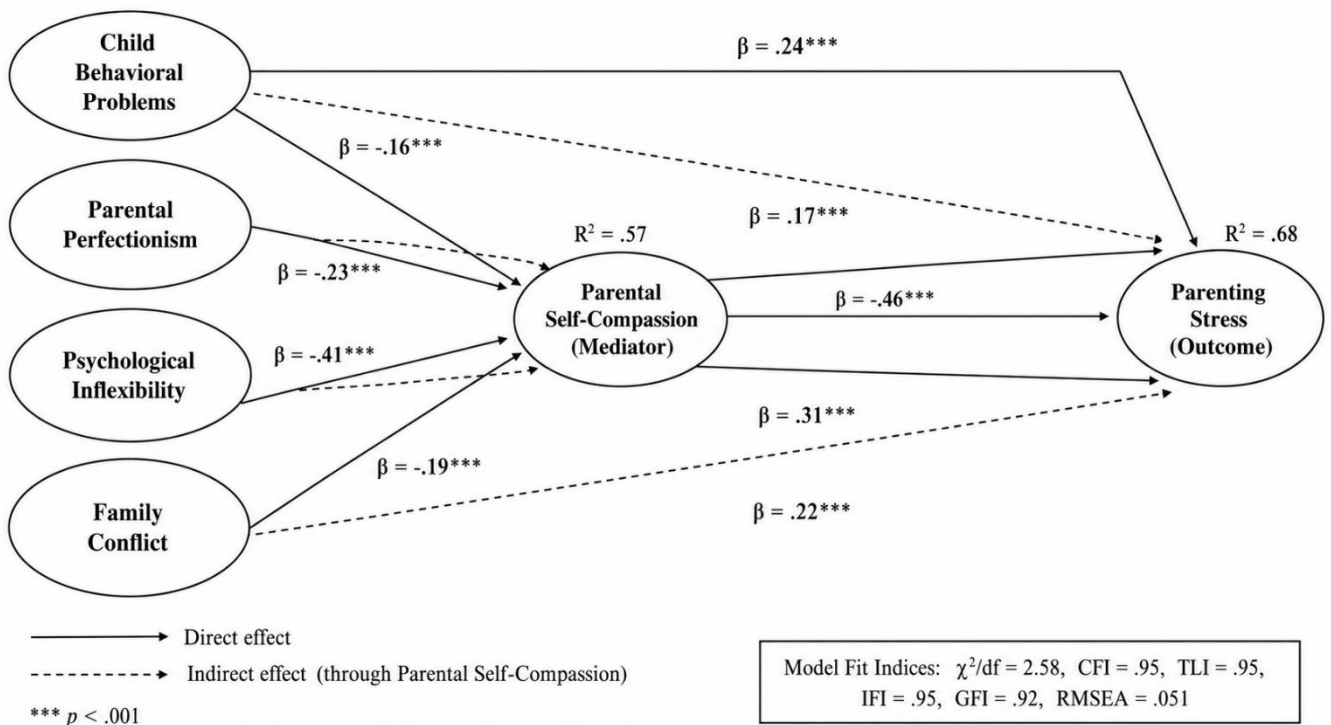 Child
Behavioral
Problems
β = .24***
β = -.16***
Parental
Perfectionism
β = .17***
R² = .57
R² = .68
β = -.23***
Parental
Self-Compassion
(Mediator)
β = -.46***
Parenting
Stress
(Outcome)
Psychological
Inflexibility
β = -.41***
β = .31***
β = -.19***
Family
Conflict
β = .22***
Direct effect
Indirect effect (through Parental Self-Compassion)
*** p < .001
Model Fit Indices: χ²/df = 2.58, CFI = .95, TLI = .95,
IFI = .95, GFI = .92, RMSEA = .051